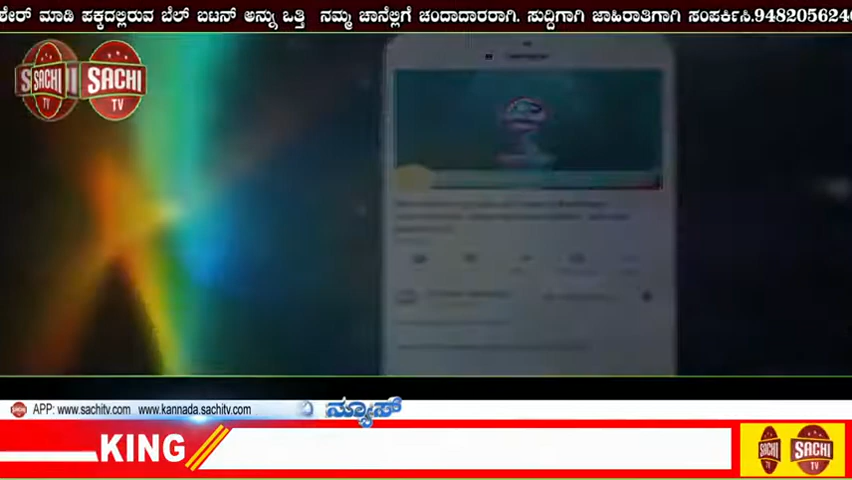 ಶೇರ್ ಮಾಡಿ ಪಕ್ಕದಲ್ಲಿರುವ ಬೆಲ್ ಬಟನ್ ಅನ್ನು ಒತ್ತಿ ನಮ್ಮ ಚಾನೆಲ್ಲಿಗೆ ಚಂದಾದಾರರಾಗಿ. ಸುದ್ದಿಗಾಗಿ ಜಾಹಿರಾತಿಗಾಗಿ ಸಂಪರ್ಕಿಸಿ.948205624
SACHI TV
SACHI TV
APP: www.sachitv.com www.kannada.sachitv.com
ನ್ಯೂಸ್
KING
SACHI TV
SACHI TV